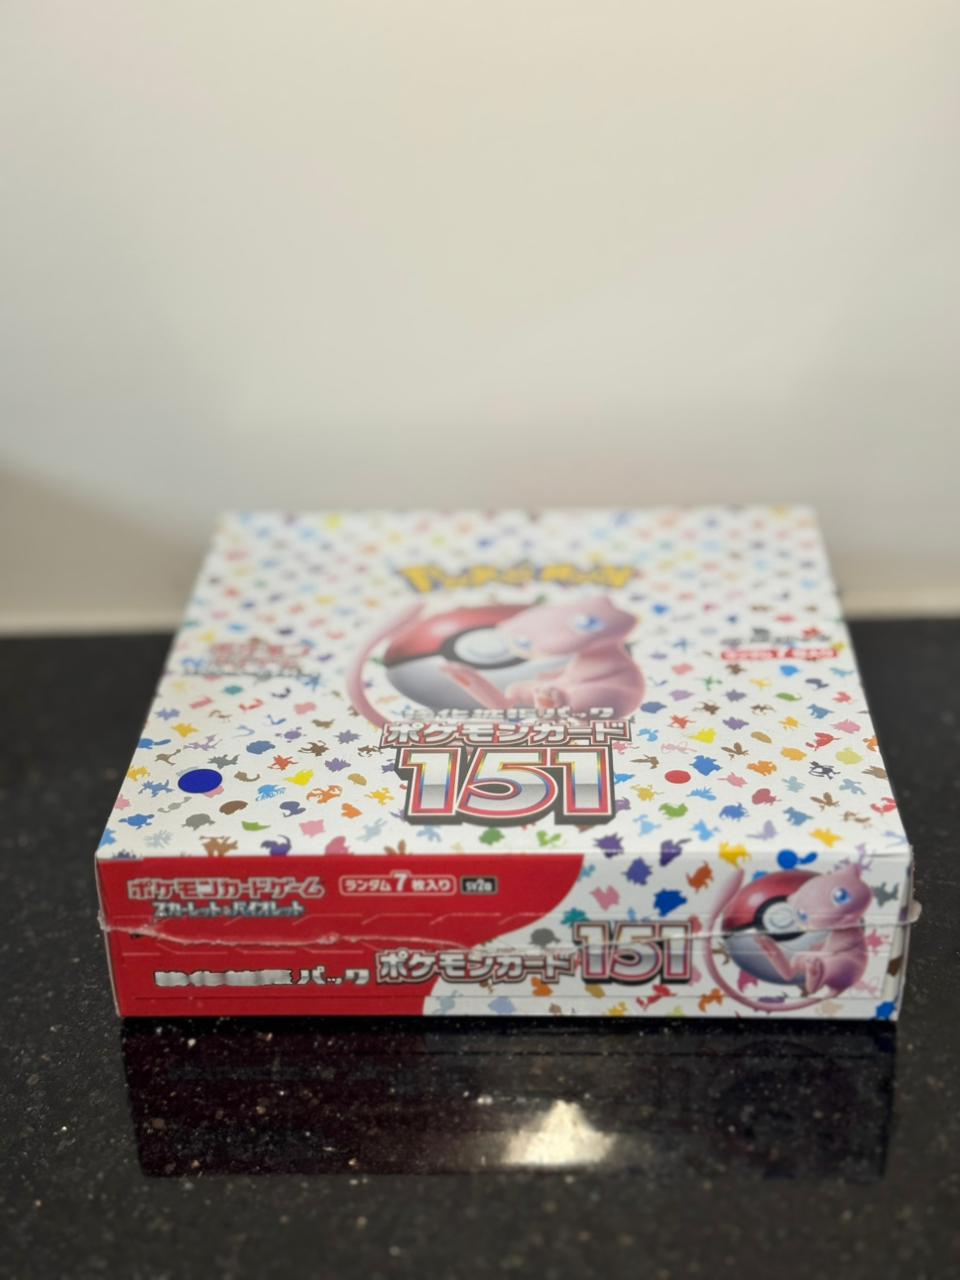 Pokémon
ポケモンカード
151
ポケモンカードゲーム
スカーレット&バイオレット
ランダム7枚入り
sv2a
パック
ポケモンカード151